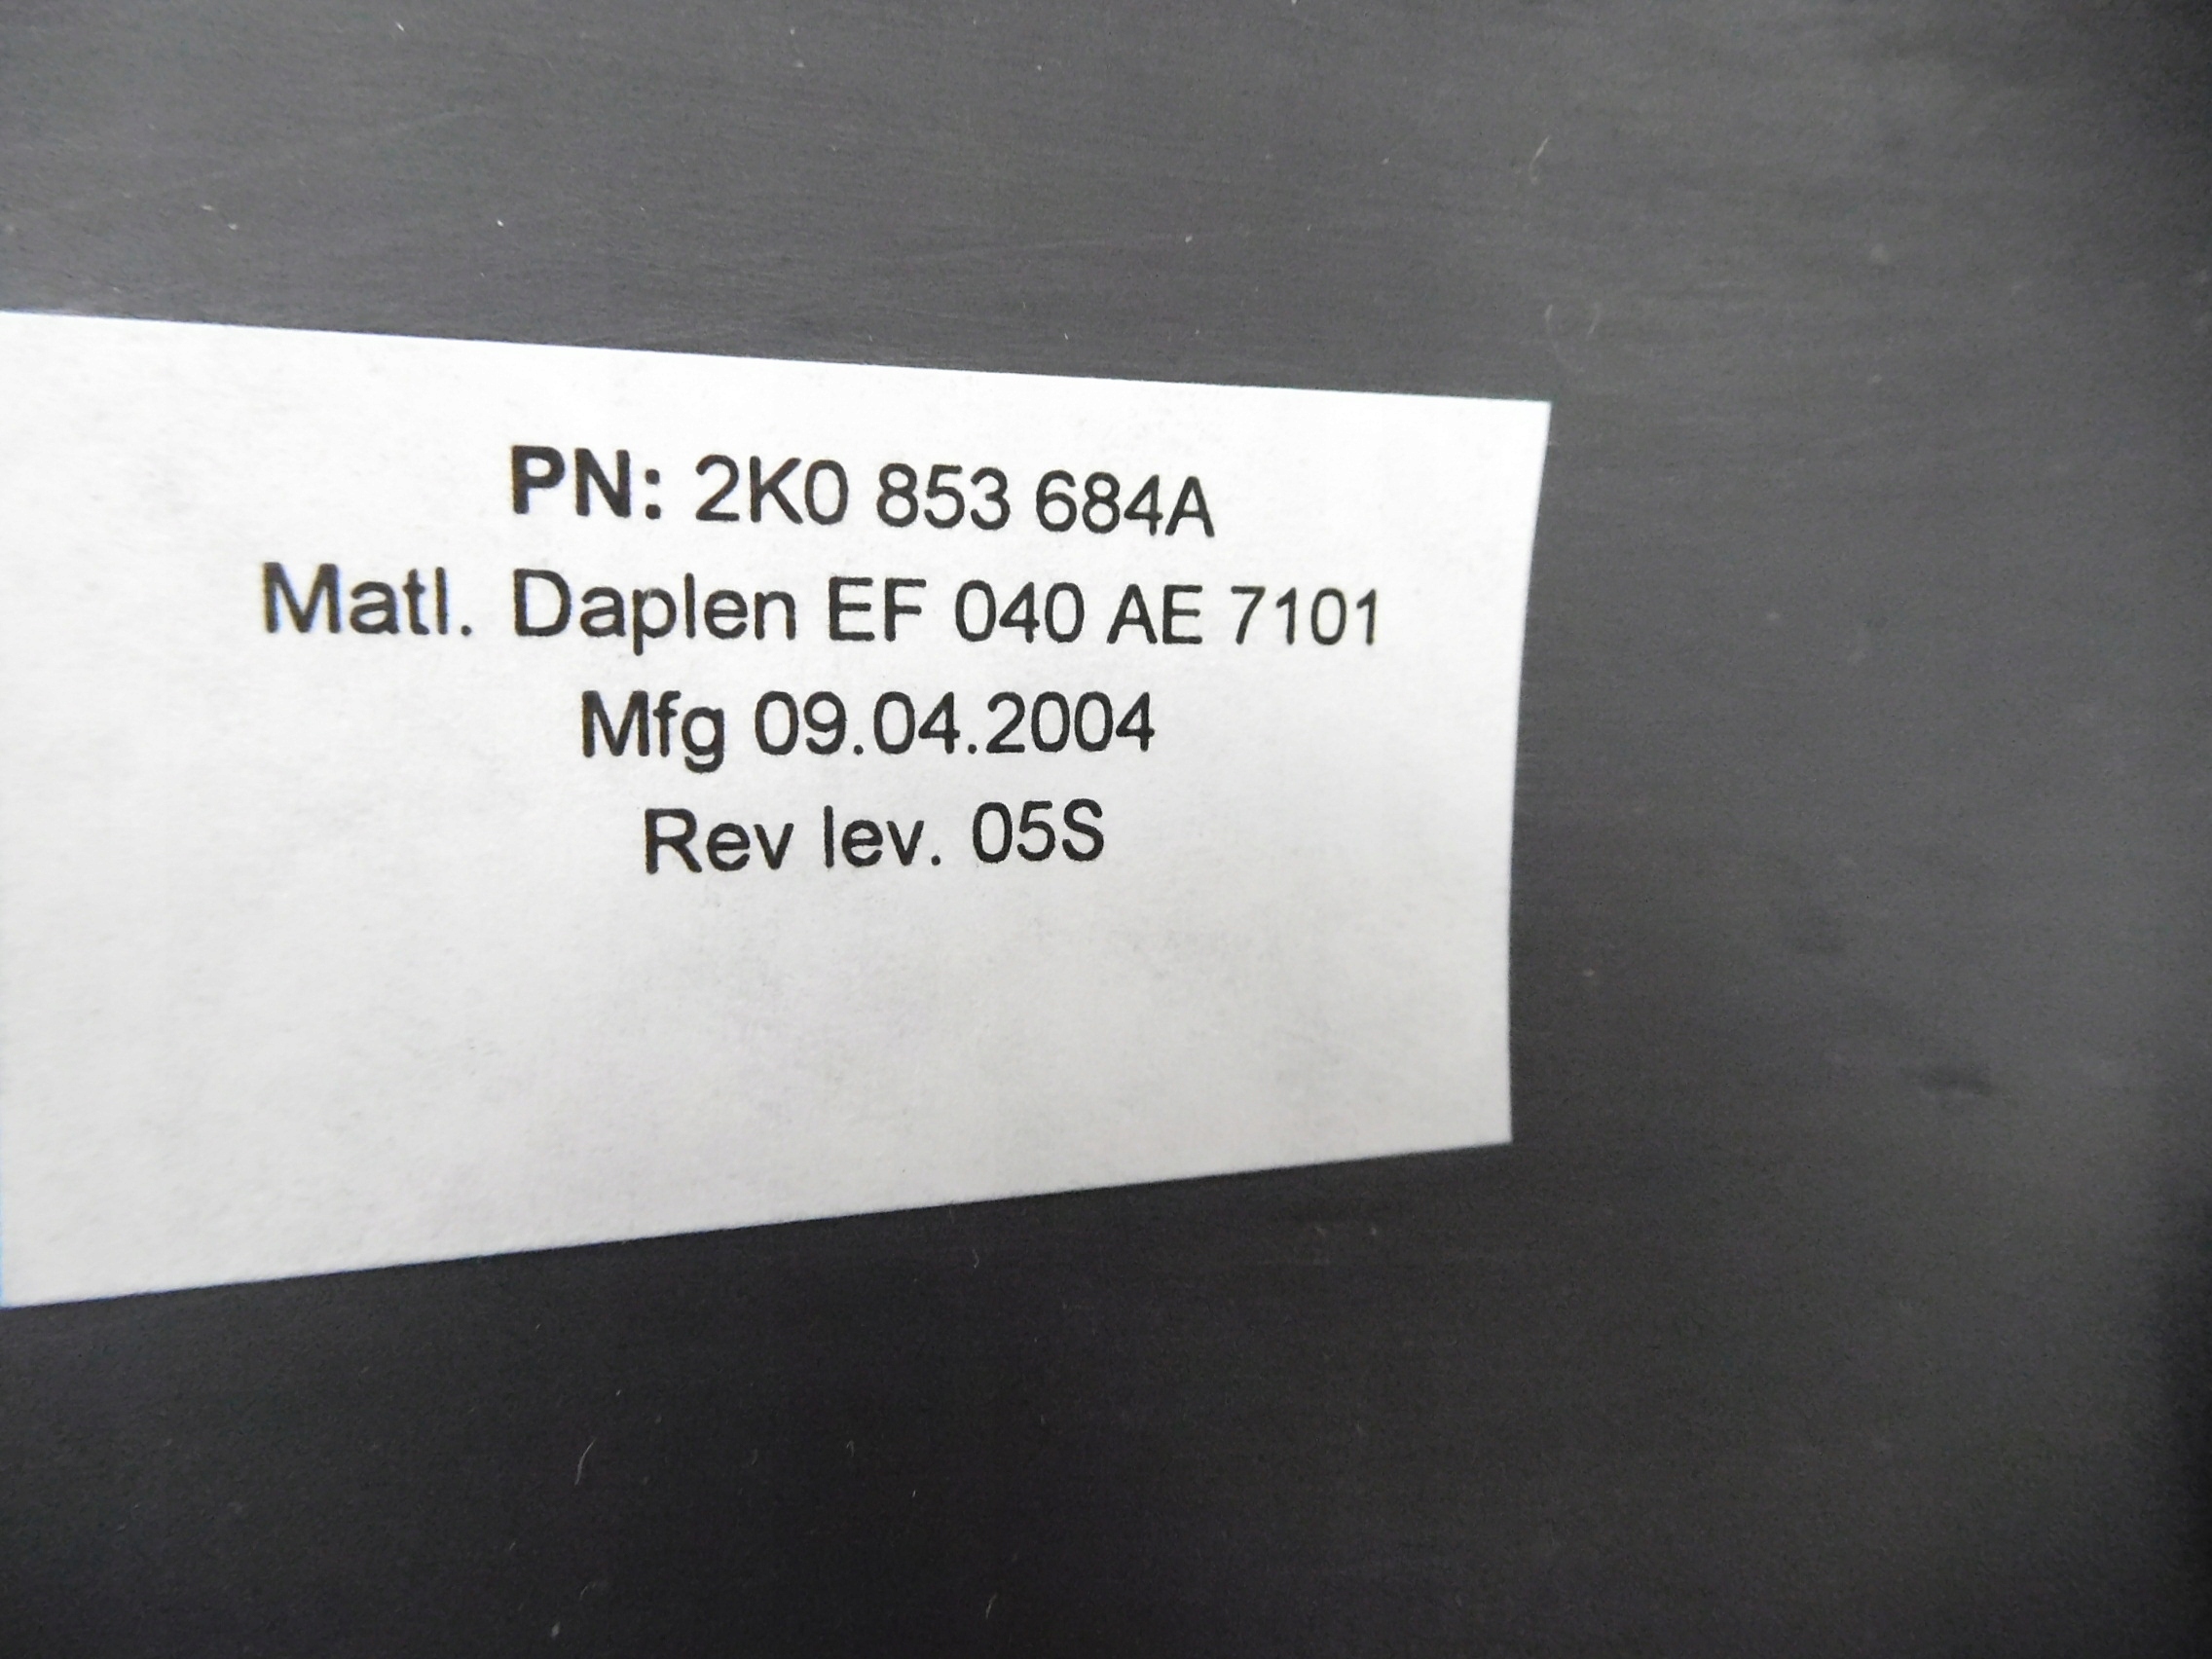 PN: 2K0 853 684A
Matl. Daplen EF 040 AE 7101
Mfg 09.04.2004
Rev lev. 05S